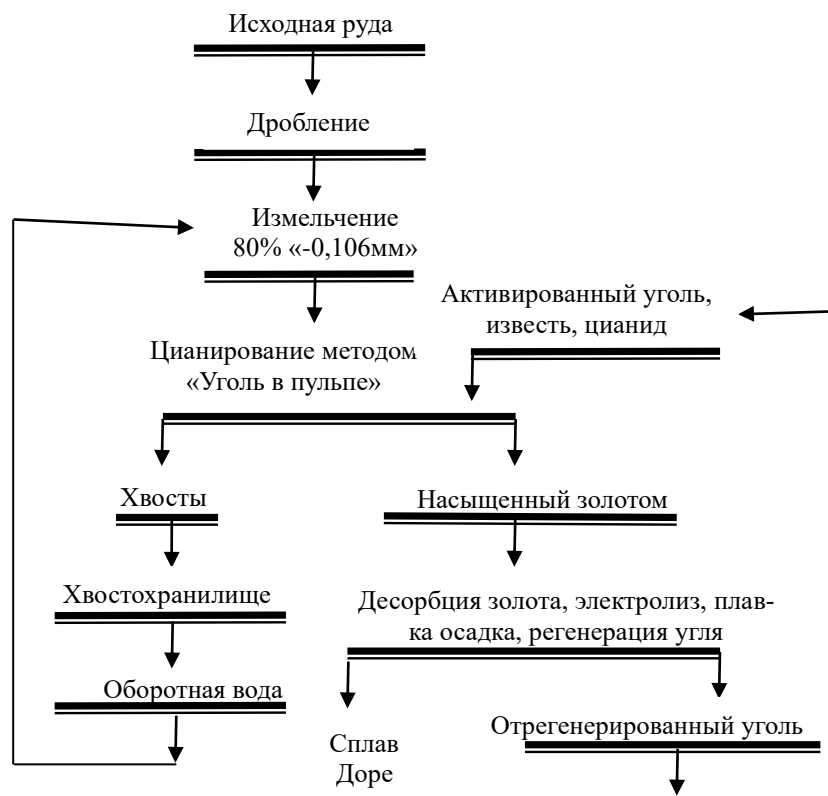 Исходная руда
Дробление
Измельчение
80% «-0,106мм»
Активированный уголь,
известь, цианид
Цианирование методом
«Уголь в пульпе»
Хвосты
Насыщенный золотом
Хвостохранилище
Десорбция золота, электролиз, плав-
ка осадка, регенерация угля
Оборотная вода
Сплав
Доре
Отрегенерированный уголь